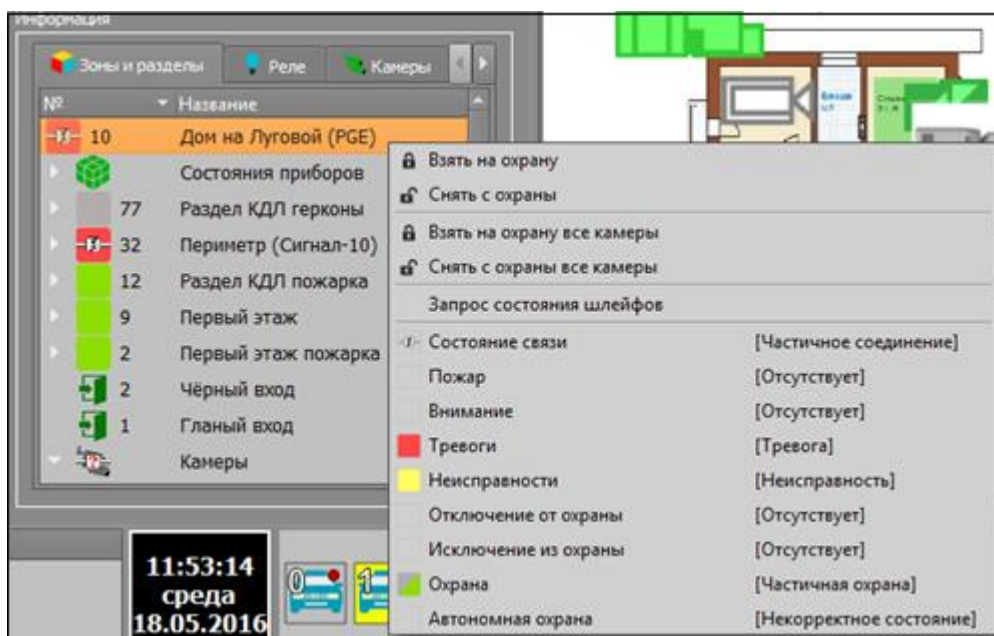 Информация
Зоны и разделы Реле Камеры
№ Название
10 Дом на Луговой (PGE)
Состояния приборов
77 Раздел КДЛ герконы
32 Периметр (Сигнал-10)
12 Раздел КДЛ пожарка
9 Первый этаж
2 Первый этаж пожарка
2 Чёрный вход
1 Гланый вход
Камеры
Взять на охрану
Снять с охраны
Взять на охрану все камеры
Снять с охраны все камеры
Запрос состояния шлейфов
Состояние связи [Частичное соединение]
Пожар [Отсутствует]
Внимание [Отсутствует]
Тревоги [Тревога]
Неисправности [Неисправность]
Отключение от охраны [Отсутствует]
Исключение из охраны [Отсутствует]
Охрана [Частичная охрана]
Автономная охрана [Некорректное состояние]
11:53:14
среда
18.05.2016
0 1